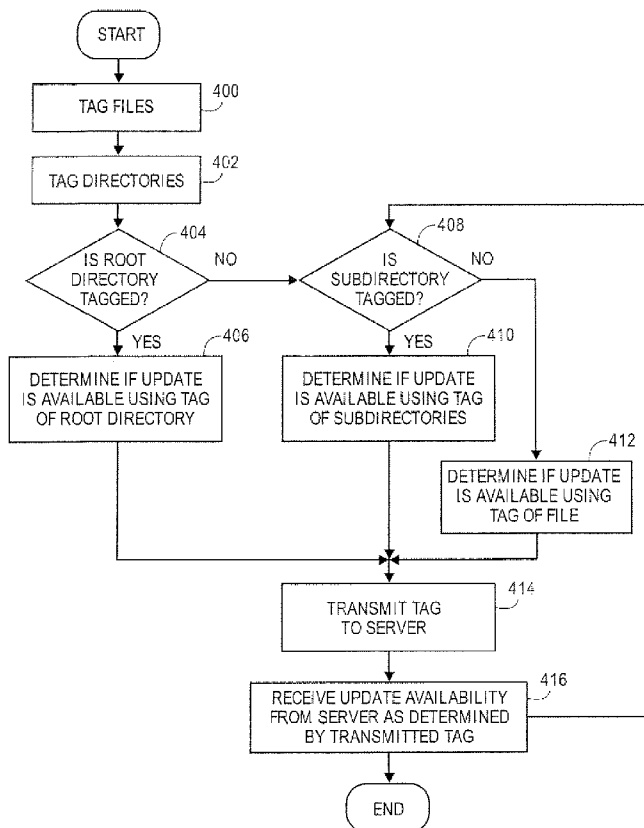 START
TAG FILES
400
TAG DIRECTORIES
402
IS ROOT
DIRECTORY
TAGGED?
404
NO
YES
IS
SUBDIRECTORY
TAGGED?
408
NO
YES
DETERMINE IF UPDATE
IS AVAILABLE USING TAG
OF ROOT DIRECTORY
406
DETERMINE IF UPDATE
IS AVAILABLE USING TAG
OF SUBDIRECTORIES
410
DETERMINE IF UPDATE
IS AVAILABLE USING
TAG OF FILE
412
TRANSMIT TAG
TO SERVER
414
RECEIVE UPDATE AVAILABILITY
FROM SERVER AS DETERMINED
BY TRANSMITTED TAG
416
END